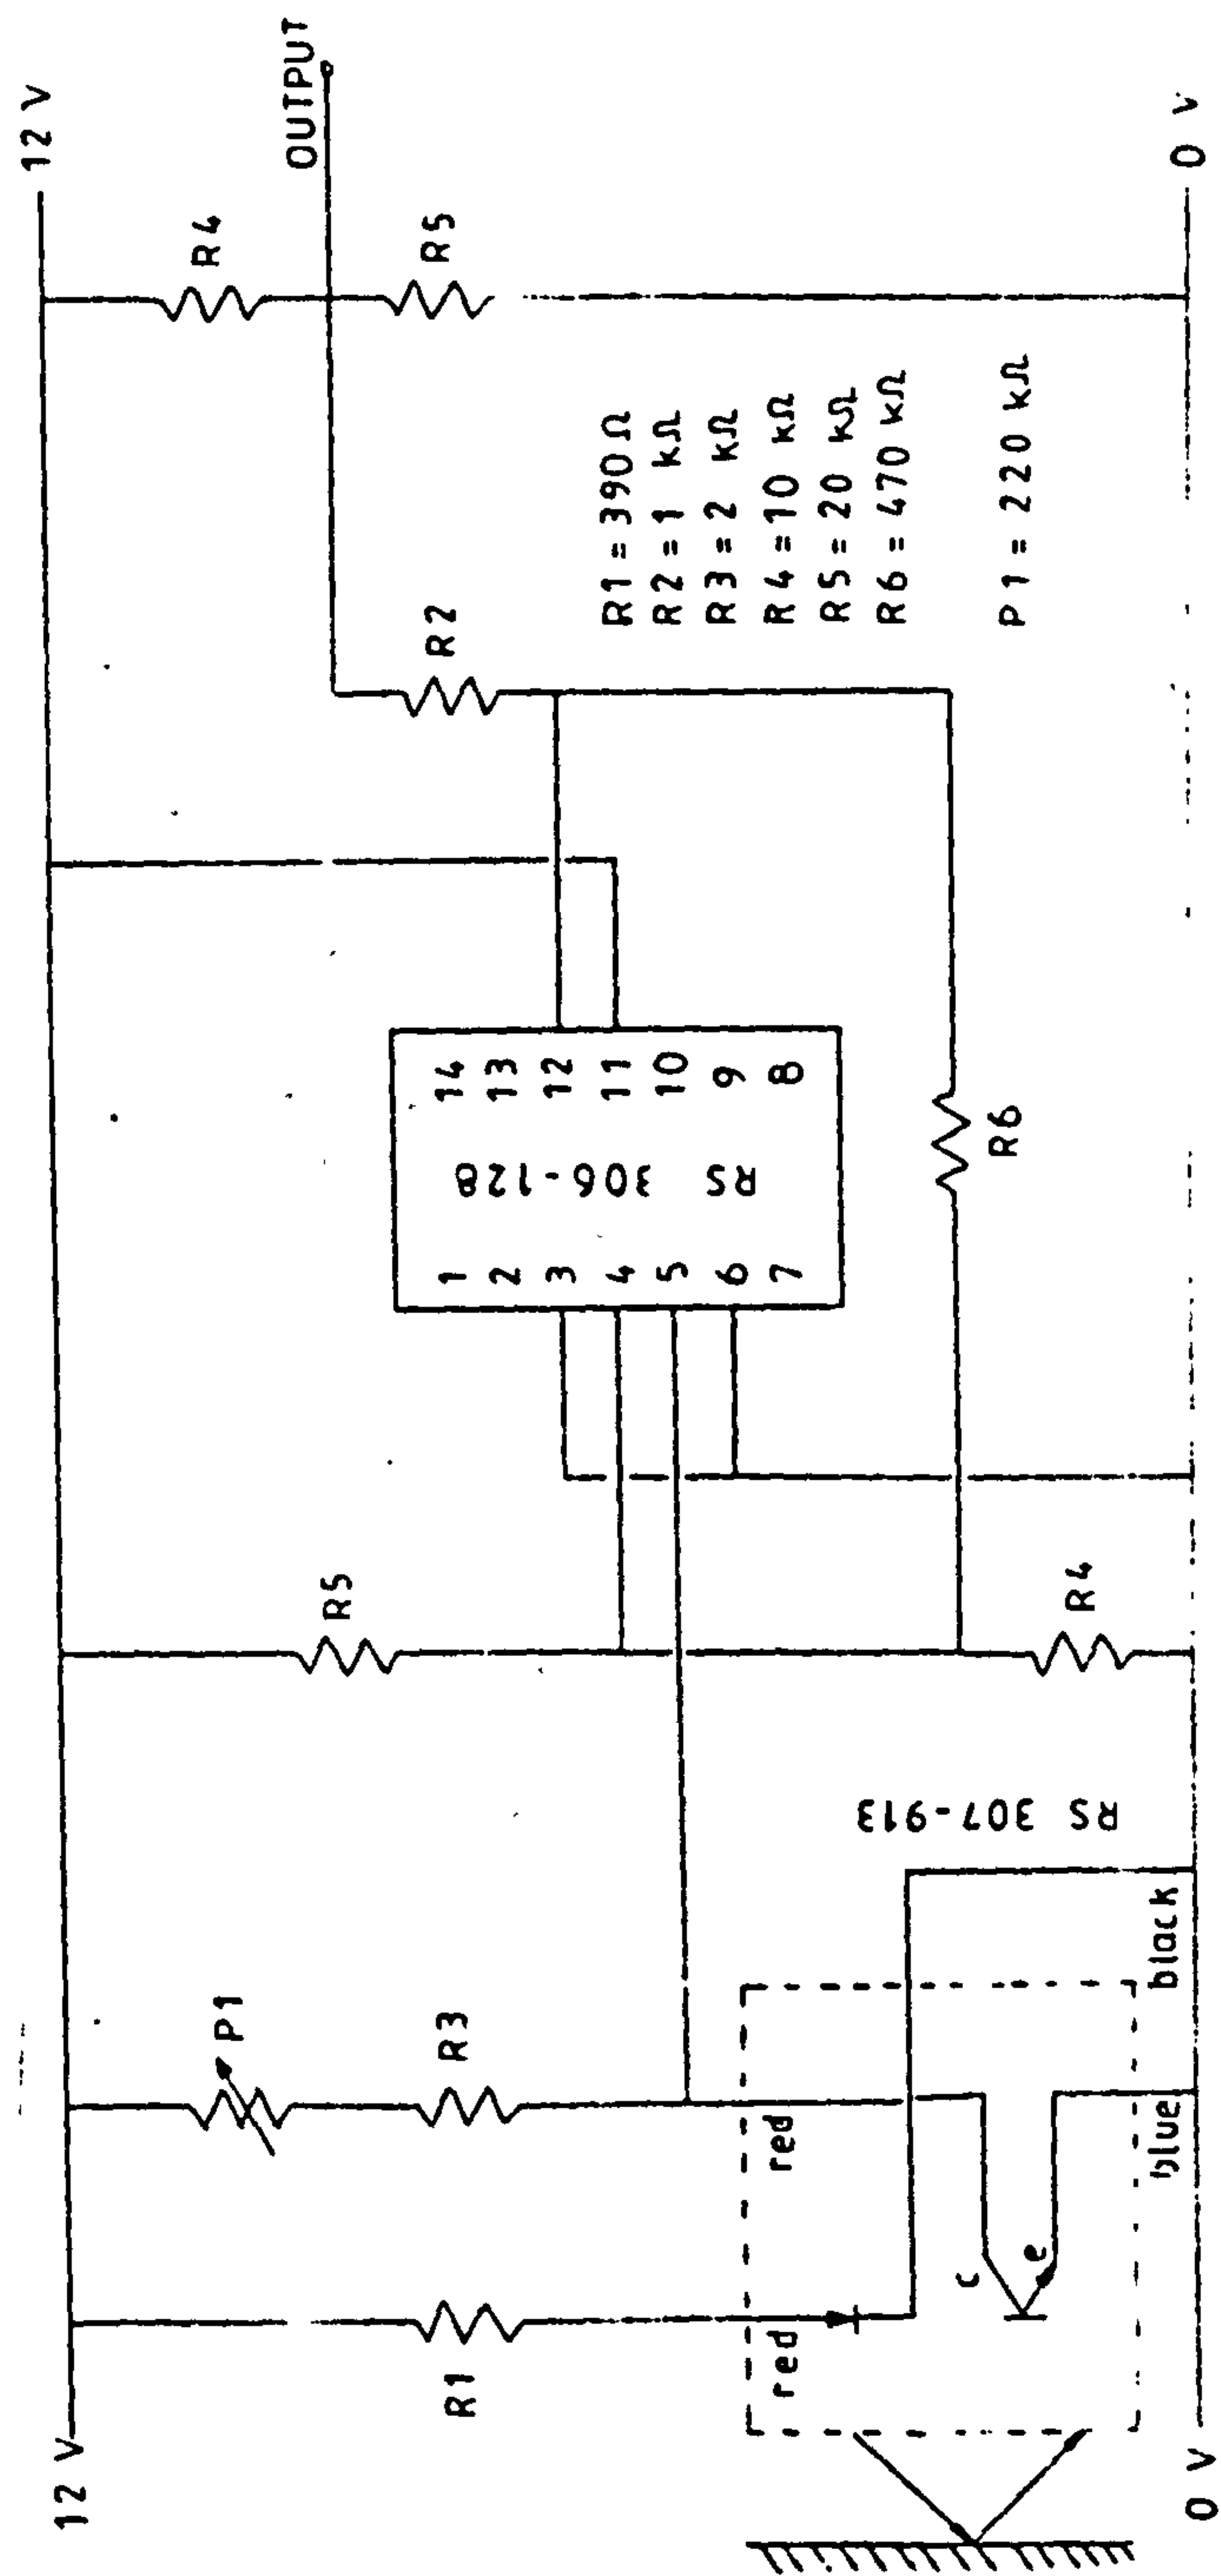 12 V
12 V
R4
OUTPUT
R5
R2
R5
P1
R3
R1
1 14
2 13
3 12
4 11
5 10
6 9
7 8
RS 306-128
R6
R4
R1 = 390 Ω
R2 = 1 kΩ
R3 = 2 kΩ
R4 = 10 kΩ
R5 = 20 kΩ
R6 = 470 kΩ
P1 = 220 kΩ
RS 307-913
red
red
c
e
blue
black
0 V
0 V